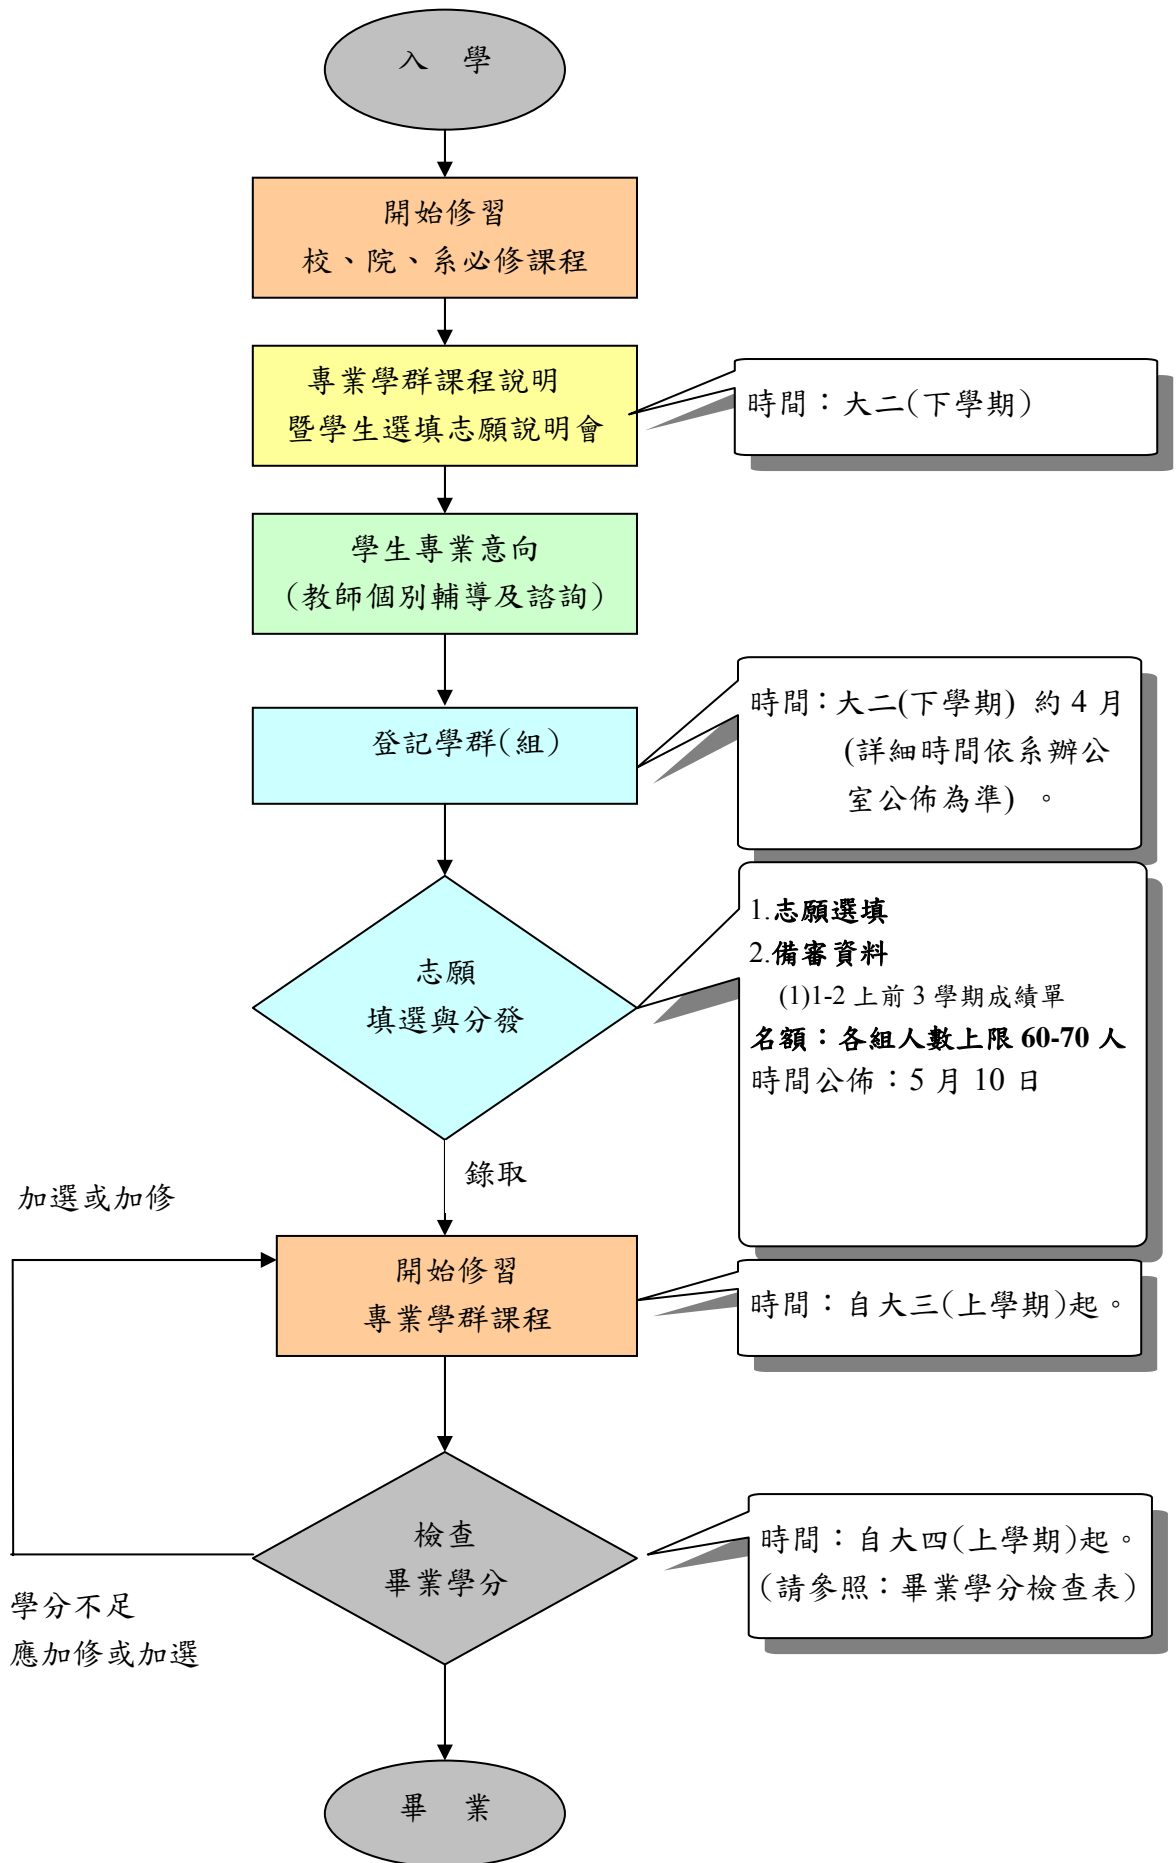 入 學
開始修習
校、院、系必修課程
專業學群課程說明
暨學生選填志願說明會
時間：大二(下學期)
學生專業意向
(教師個別輔導及諮詢)
登記學群(組)
時間：大二(下學期) 約 4 月
(詳細時間依系辦公
室公佈為準) 。
志願
填選與分發
1.志願選填
2.備審資料
(1)1-2 上前 3 學期成績單
名額：各組人數上限 60-70 人
時間公佈：5 月 10 日
錄取
加選或加修
開始修習
專業學群課程
時間：自大三(上學期)起。
檢查
畢業學分
時間：自大四(上學期)起。
(請參照：畢業學分檢查表)
學分不足
應加修或加選
畢 業